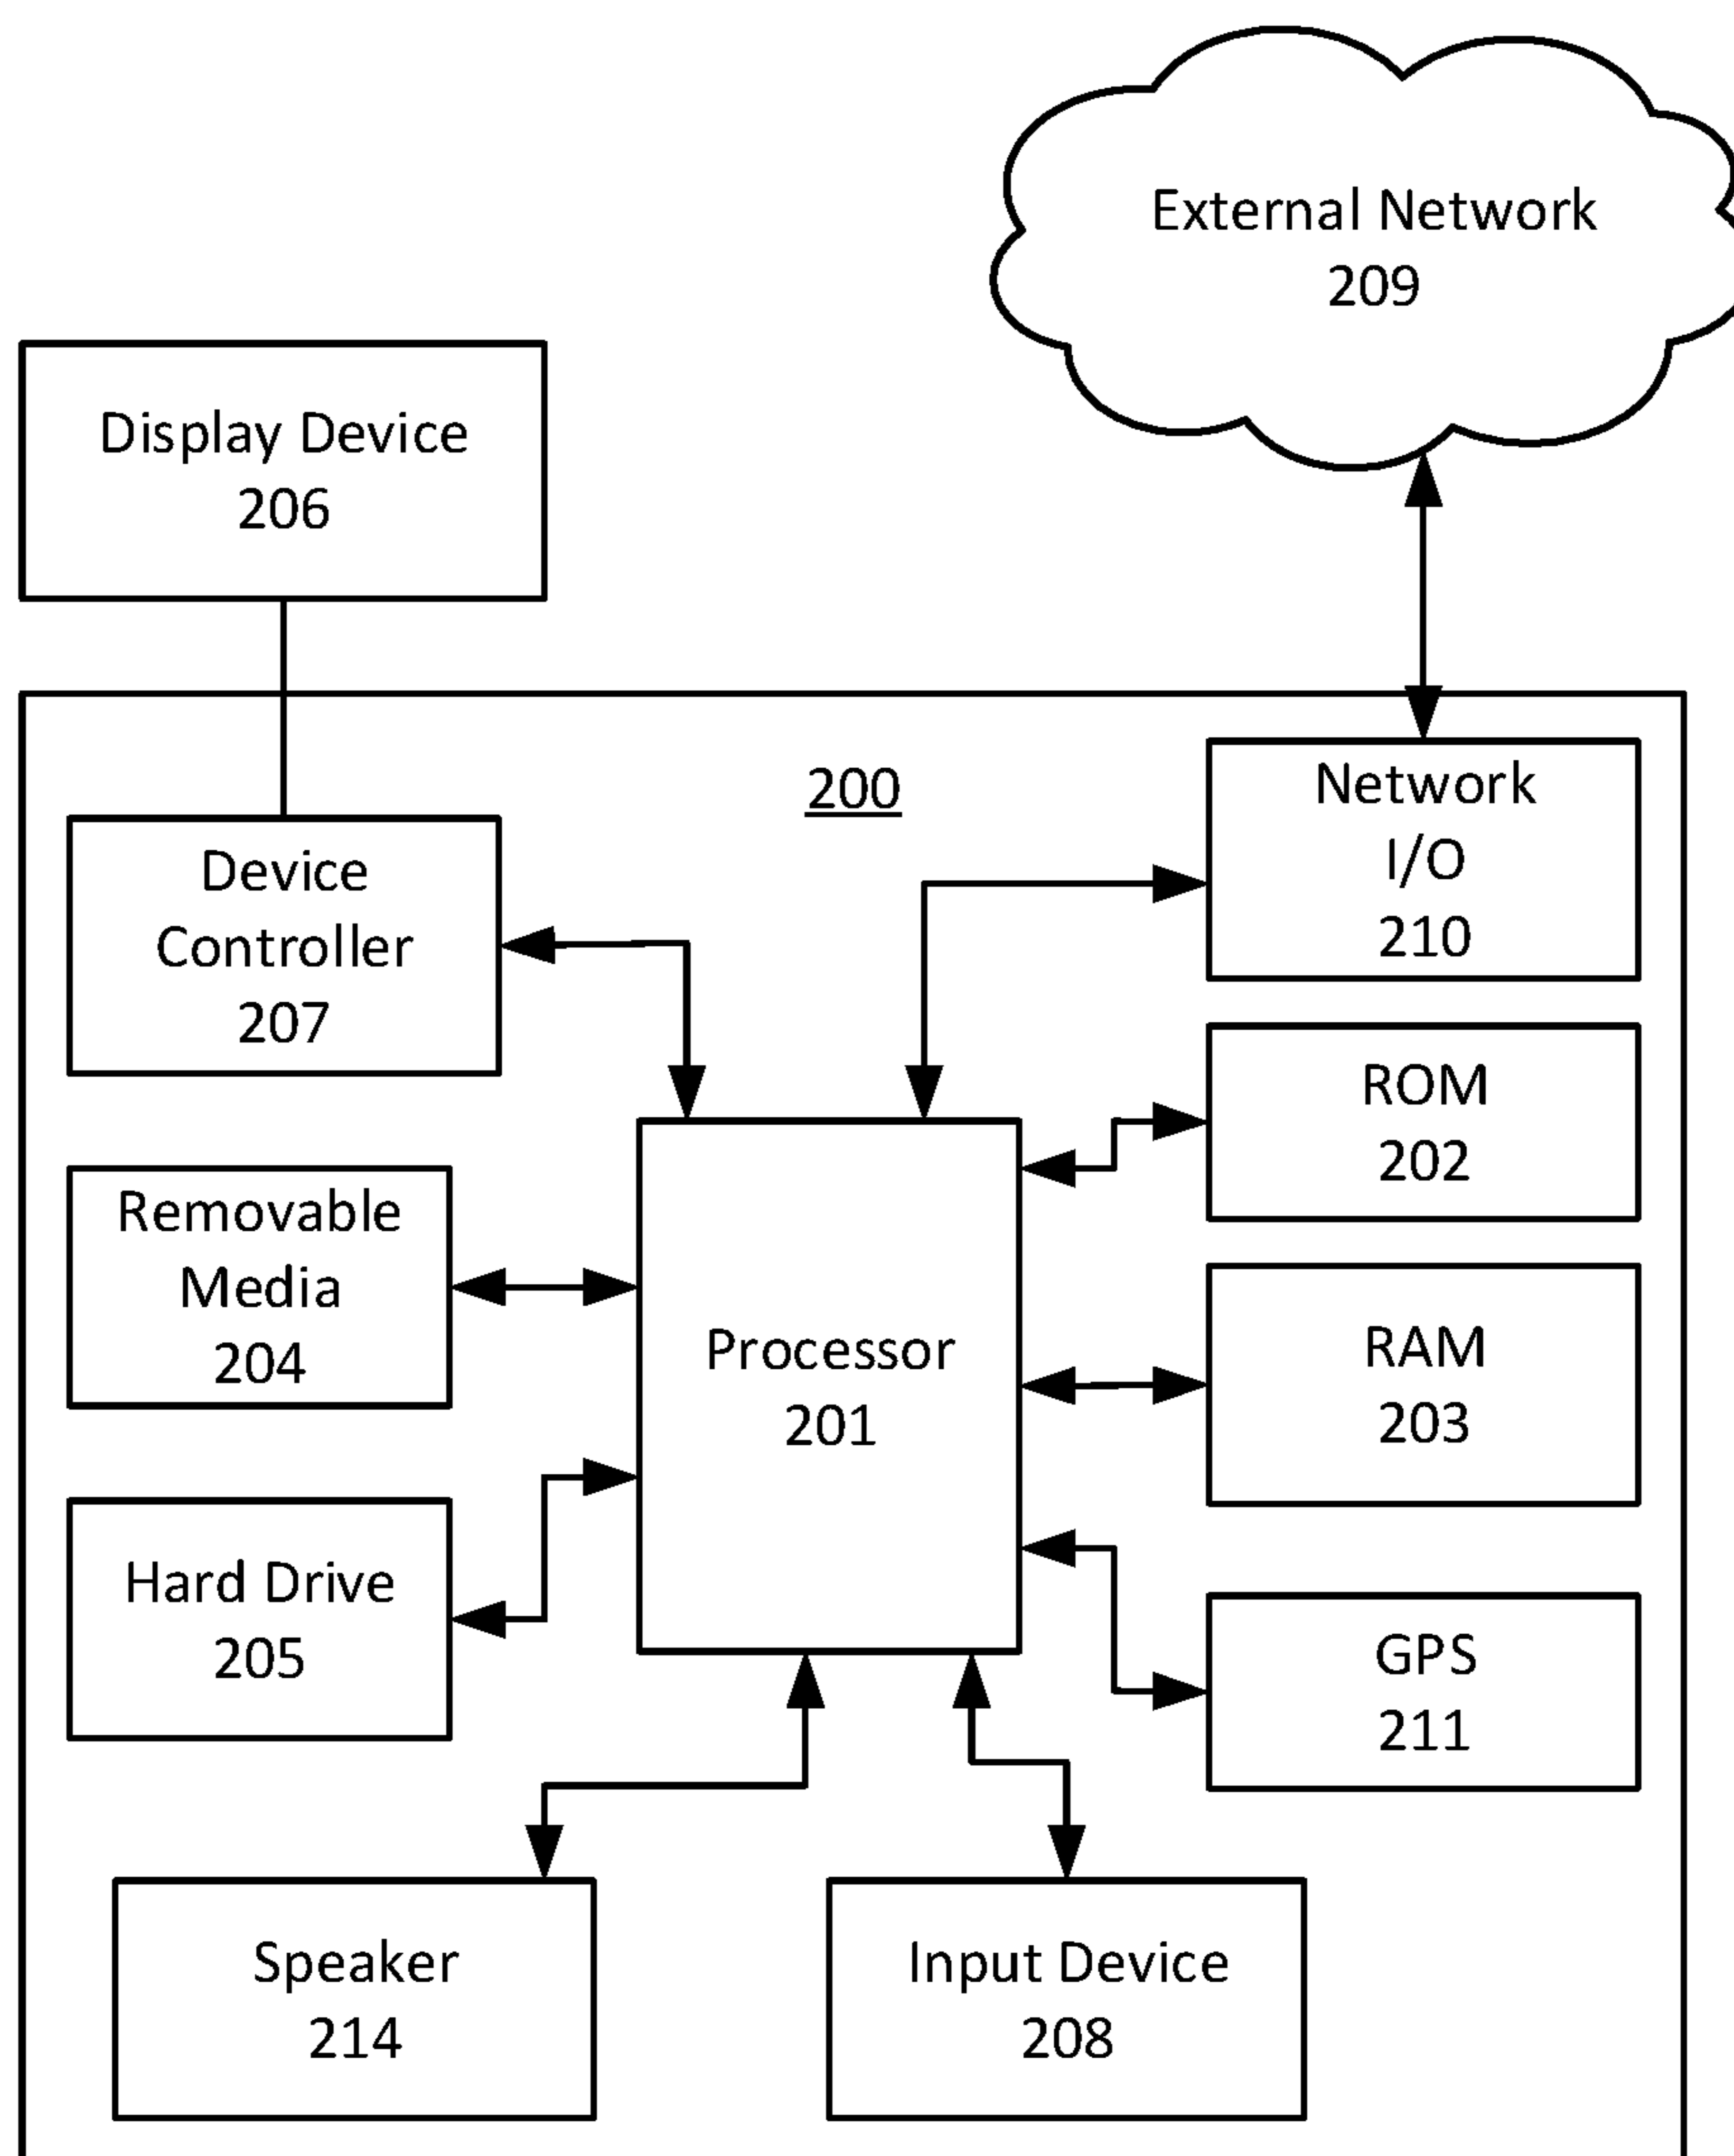 External Network
209
Display Device
206
200
Network
I/O
210
Device
Controller
207
ROM
202
Removable
Media
204
Processor
201
RAM
203
Hard Drive
205
GPS
211
Speaker
214
Input Device
208